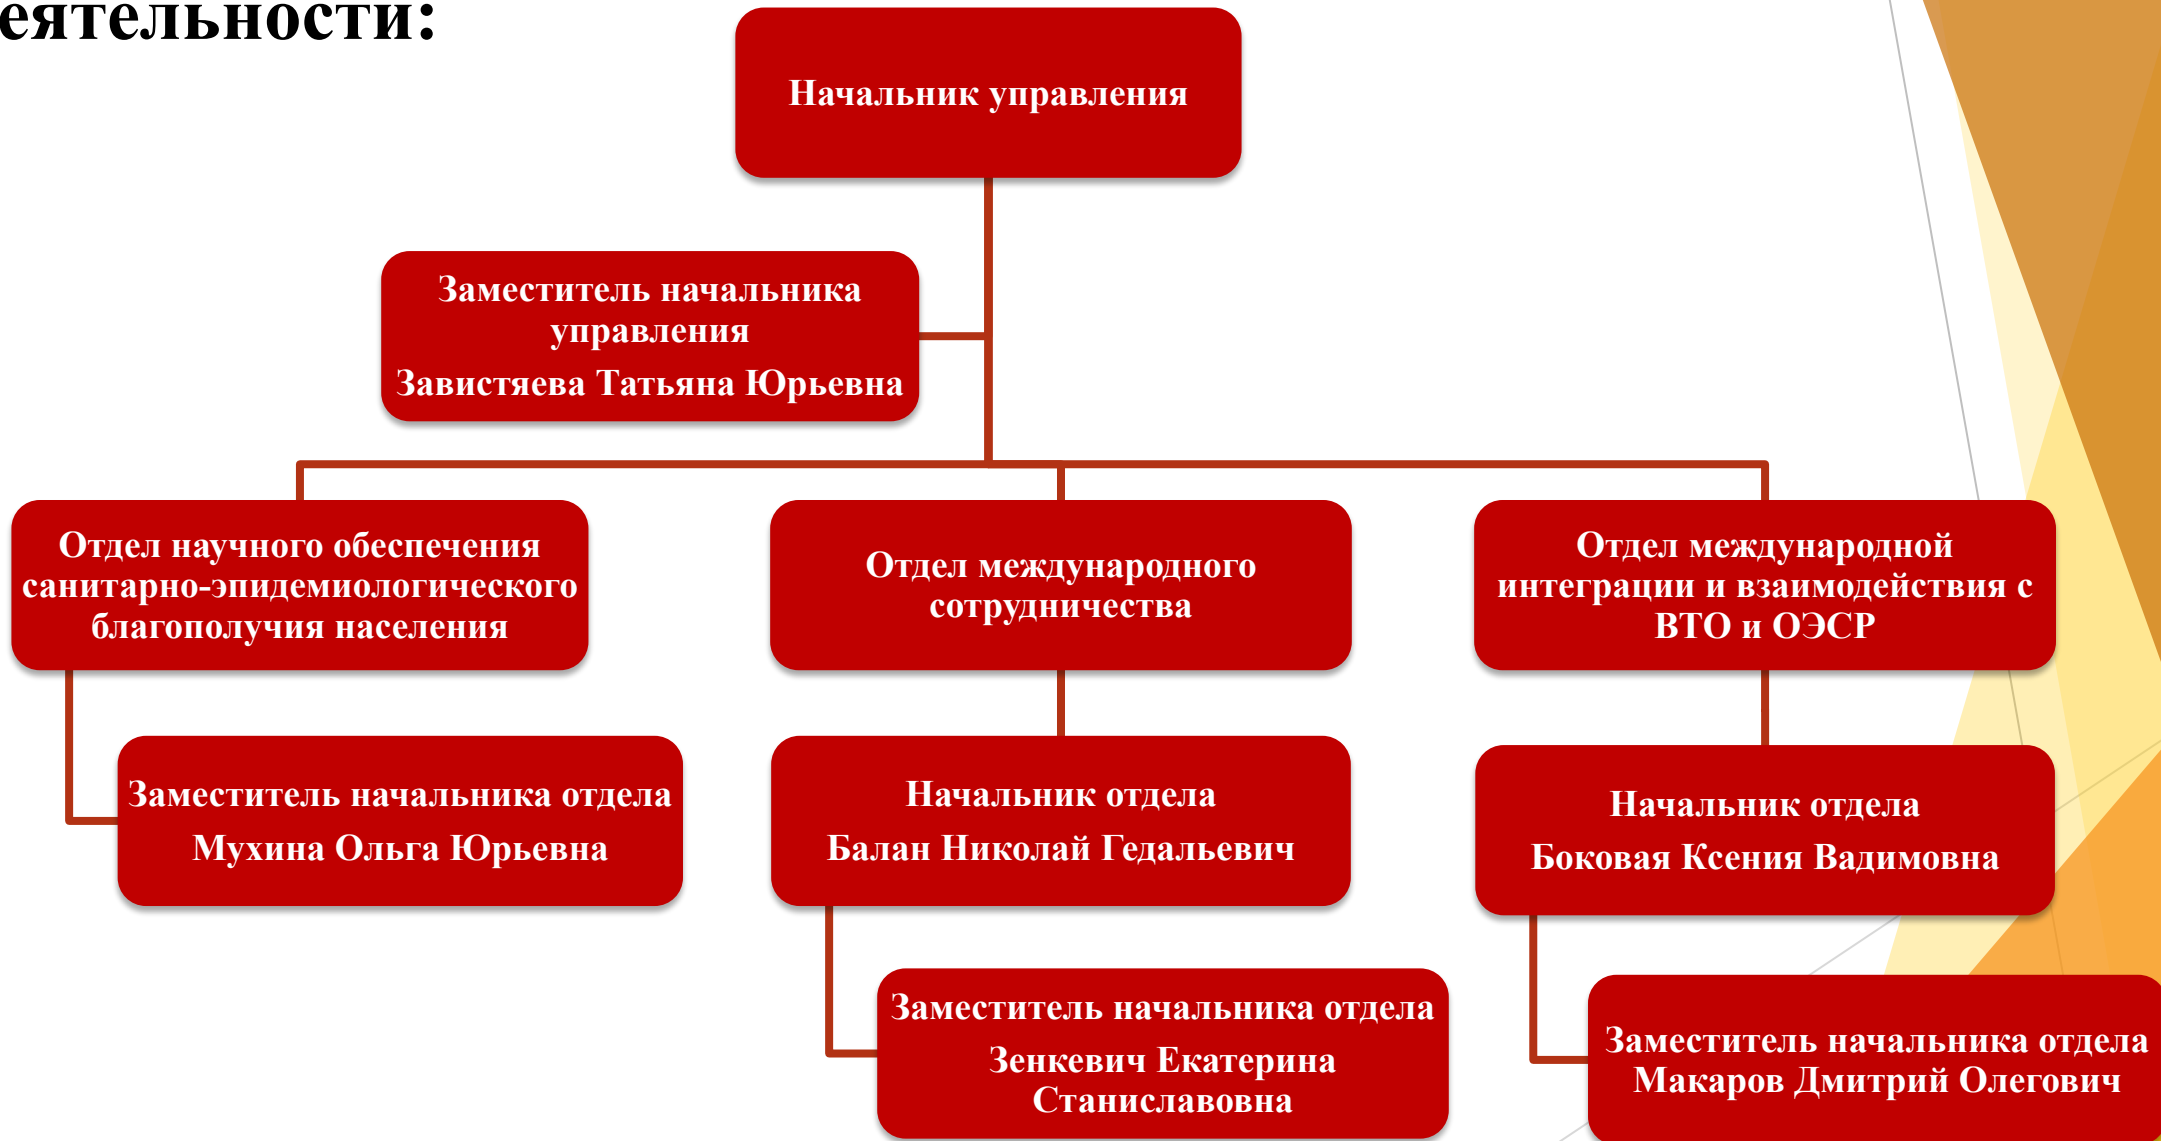 еятельности:
Начальник управления
Заместитель начальника
управления
Завистяева Татьяна Юрьевна
Отдел научного обеспечения
санитарно-эпидемиологического
благополучия населения
Отдел международного
сотрудничества
Отдел международной
интеграции и взаимодействия с
ВТО и ОЭСР
Заместитель начальника отдела
Мухина Ольга Юрьевна
Начальник отдела
Балан Николай Гедальевич
Начальник отдела
Боковая Ксения Вадимовна
Заместитель начальника отдела
Зенкевич Екатерина
Станиславовна
Заместитель начальника отдела
Макаров Дмитрий Олегович